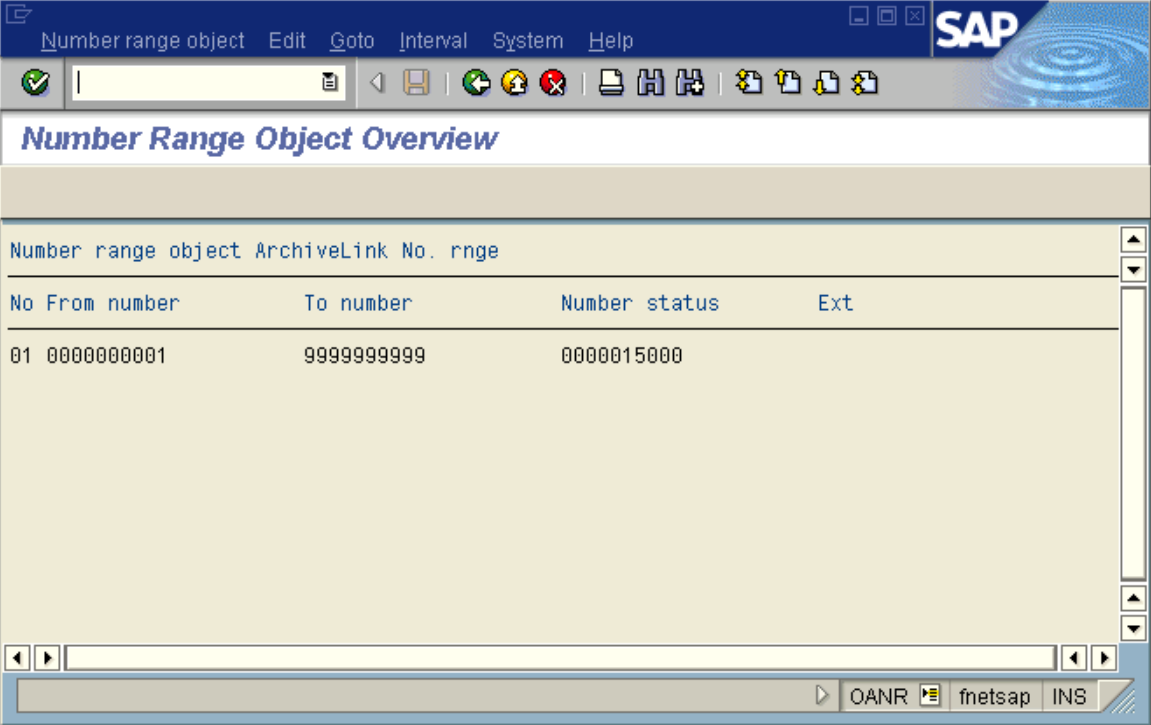 SAP
Number range object Edit Goto Interval System Help
Number Range Object Overview
Number range object ArchiveLink No. rnge
No From number To number Number status Ext
01 0000000001 9999999999 0000015000
OANR fnetsap INS